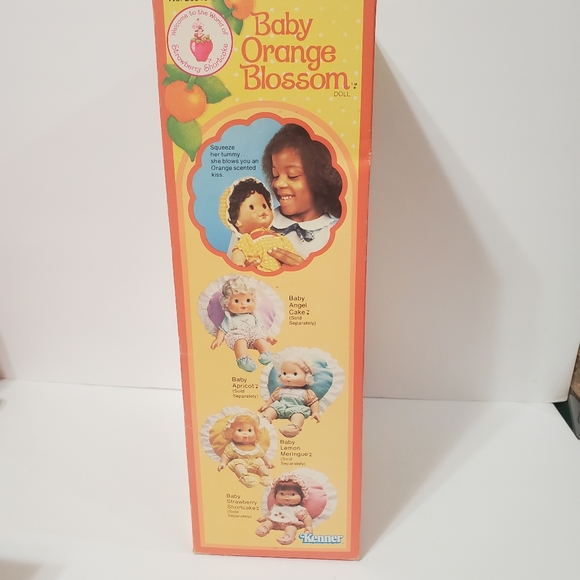 Welcome to the World of
Strawberry Shortcake
Baby
Orange
Blossom
DOLL
Squeeze
her tummy
she blows you an
Orange scented
kiss.
Baby
Angel
Cake
(Sold
Separately)
Baby
Apricot
(Sold
Separately)
Baby
Lemon
Meringue
(Sold
Separately)
Baby
Strawberry
Shortcake
(Sold
Separately)
Kenner